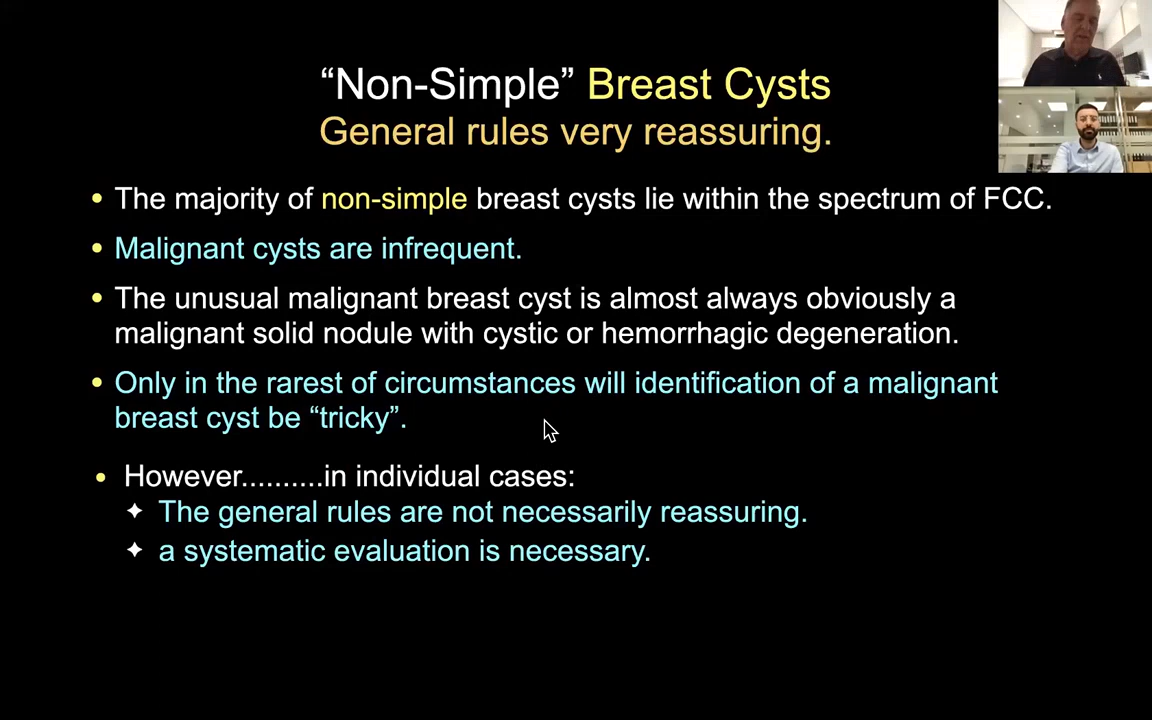 “Non-Simple” Breast Cysts
General rules very reassuring.
• The majority of non-simple breast cysts lie within the spectrum of FCC.
• Malignant cysts are infrequent.
• The unusual malignant breast cyst is almost always obviously a
malignant solid nodule with cystic or hemorrhagic degeneration.
• Only in the rarest of circumstances will identification of a malignant
breast cyst be “tricky”.
• However..........in individual cases:
✦ The general rules are not necessarily reassuring.
✦ a systematic evaluation is necessary.